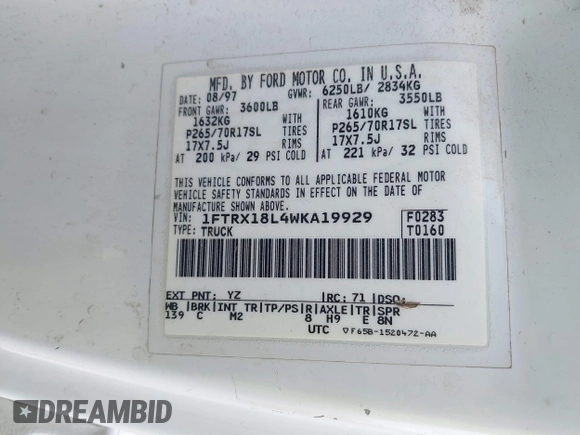 MFD. BY FORD MOTOR CO. IN U.S.A.
DATE: 08/97 GVWR: 6250LB/ 2834KG
FRONT GAWR: 3600LB REAR GAWR: 3550LB
1632KG WITH 1610KG WITH
P265/70R17SL TIRES P265/70R17SL TIRES
17X7.5J RIMS 17X7.5J RIMS
AT 200 kPa/ 29 PSI COLD AT 221 kPa/ 32 PSI COLD
THIS VEHICLE CONFORMS TO ALL APPLICABLE FEDERAL MOTOR
VEHICLE SAFETY STANDARDS IN EFFECT ON THE DATE OF
MANUFACTURE SHOWN ABOVE.
VIN: 1FTRX18L4WKA19929 F0283
TYPE: TRUCK T0160
EXT PNT: YZ RC: 71 DSO:
WB BRK INT TR TP/PS R AXLE TR SPR
139 C M2 8 H9 E 8N
UTC ▽F65B-1520472-AA
DREAMBID